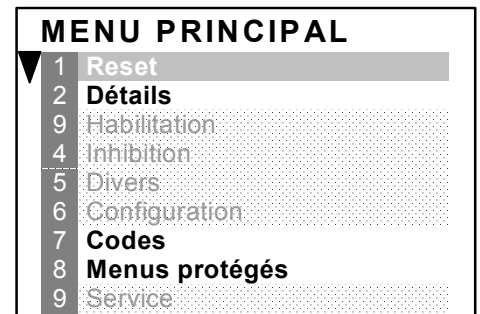 MENU PRINCIPAL
1 Reset
2 Détails
9 Habilitation
4 Inhibition
5 Divers
6 Configuration
7 Codes
8 Menus protégés
9 Service